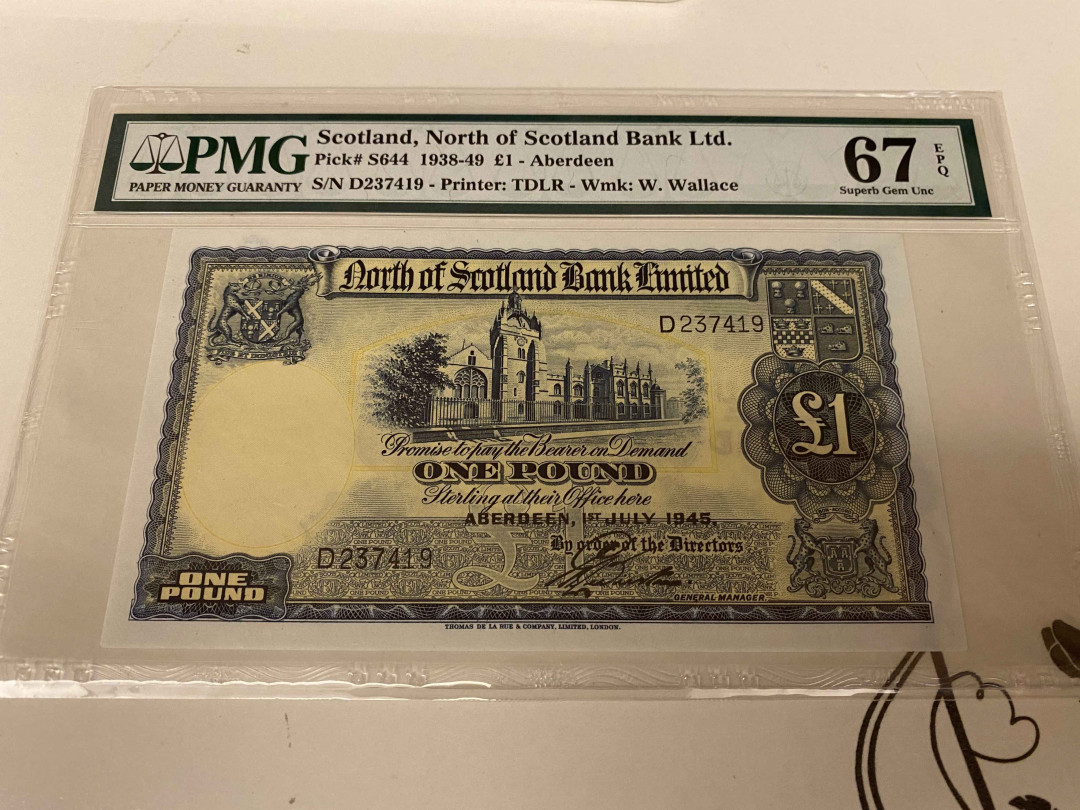 PMG
PAPER MONEY GUARANTY
Scotland, North of Scotland Bank Ltd.
Pick# S644 1938-49 £1 - Aberdeen
S/N D237419 - Printer: TDLR - Wmk: W. Wallace
67
EPQ
Superb Gem Unc
North of Scotland Bank Limited
D237419
£1
Promise to pay the Bearer on Demand
ONE POUND
Sterling at their Office here
ABERDEEN, 1ST JULY 1945.
By order of the Directors
D237419
GENERAL MANAGER.
ONE
POUND
THOMAS DE LA RUE & COMPANY, LIMITED, LONDON.